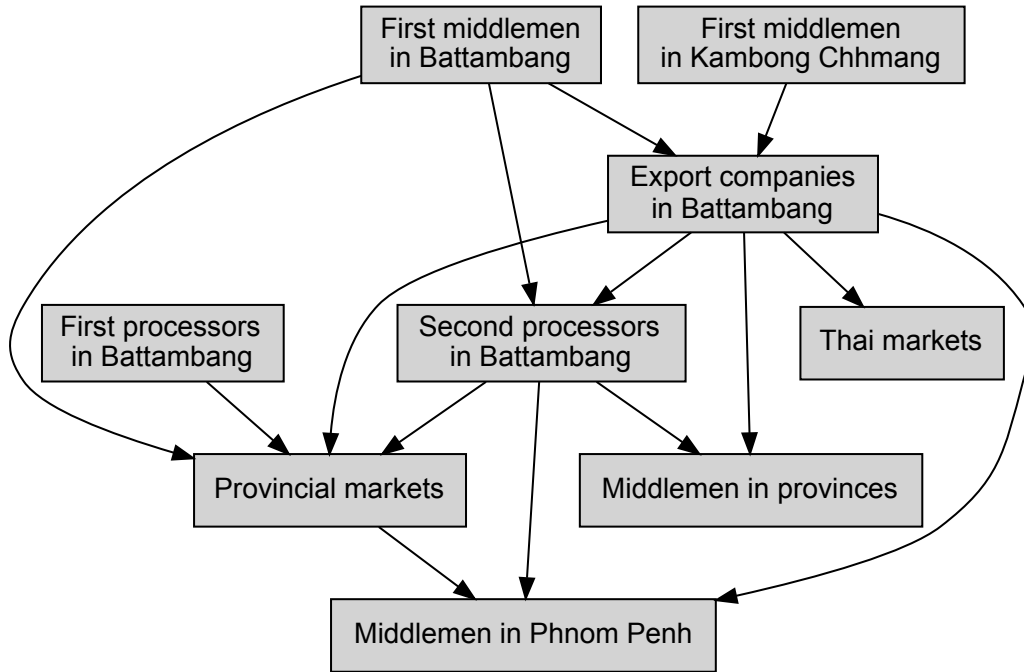 First middlemen
in Battambang
First middlemen
in Kambong Chhmang
Export companies
in Battambang
First processors
in Battambang
Second processors
in Battambang
Thai markets
Provincial markets
Middlemen in provinces
Middlemen in Phnom Penh